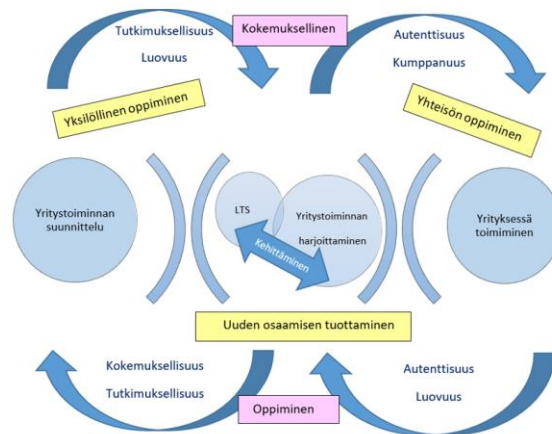 Tutkimuksellisuus
Luovuus
Kokemuksellinen
Autenttisuus
Kumppanuus
Yksilöllinen oppiminen
Yhteisön oppiminen
Yritystoiminnan
suunnittelu
LTS
Yritystoiminnan
harjoittaminen
Kehittäminen
Yrityksessä
toimiminen
Uuden osaamisen tuottaminen
Kokemuksellisuus
Tutkimuksellisuus
Oppiminen
Autenttisuus
Luovuus